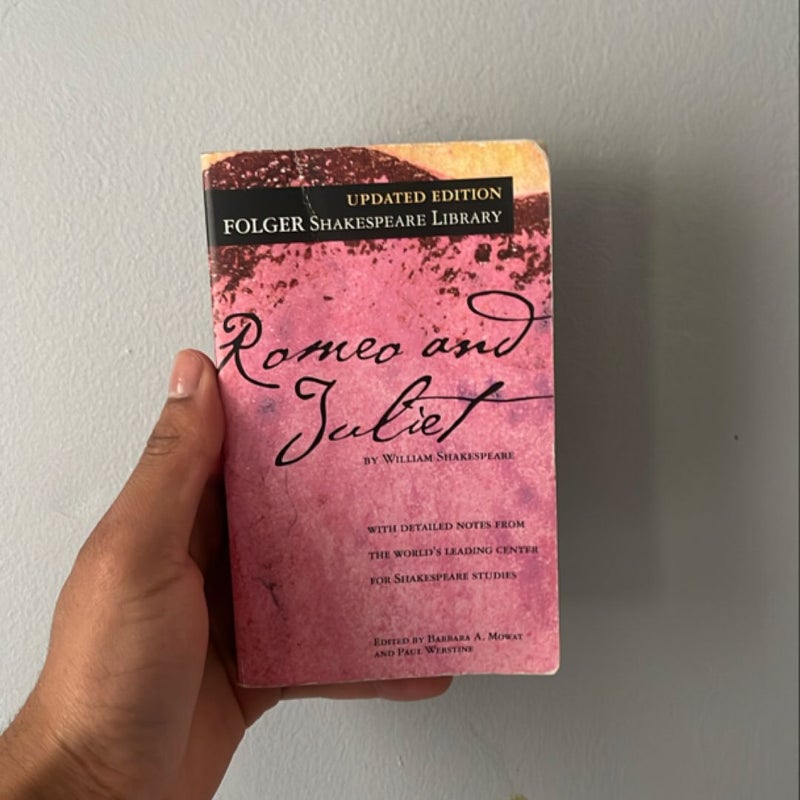 UPDATED EDITION
FOLGER SHAKESPEARE LIBRARY
Romeo and
Juliet
BY WILLIAM SHAKESPEARE
WITH DETAILED NOTES FROM
THE WORLD'S LEADING CENTER
FOR SHAKESPEARE STUDIES
EDITED BY BARBARA A. MOWAT
AND PAUL WERSTINE